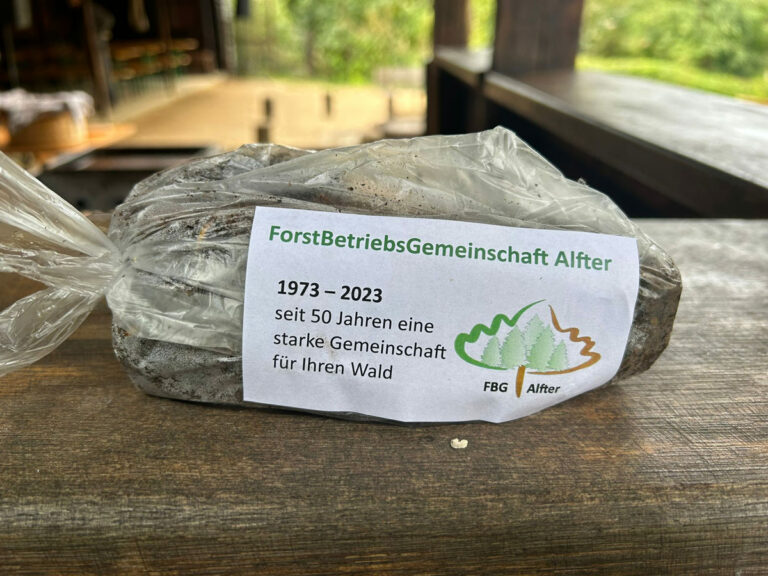 ForstBetriebsGemeinschaft Alfter
1973 – 2023
seit 50 Jahren eine
starke Gemeinschaft
für Ihren Wald
FBG Alfter